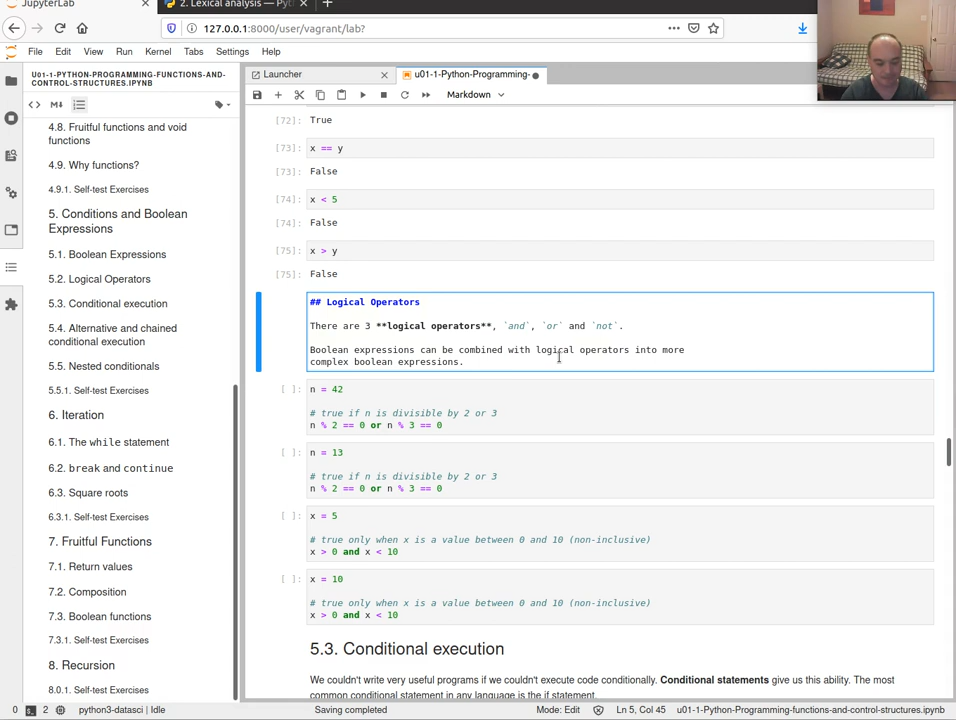 JupyterLab
2. Lexical analysis — Pyt
127.0.0.1:8000/user/vagrant/lab?
File Edit View Run Kernel Tabs Settings Help
U01-1-PYTHON-PROGRAMMING-FUNCTIONS-AND-
CONTROL-STRUCTURES.IPYNB
4.8. Fruitful functions and void
functions
4.9. Why functions?
4.9.1. Self-test Exercises
5. Conditions and Boolean
Expressions
5.1. Boolean Expressions
5.2. Logical Operators
5.3. Conditional execution
5.4. Alternative and chained
conditional execution
5.5. Nested conditionals
5.5.1. Self-test Exercises
6. Iteration
6.1. The while statement
6.2. break and continue
6.3. Square roots
6.3.1. Self-test Exercises
7. Fruitful Functions
7.1. Return values
7.2. Composition
7.3. Boolean functions
7.3.1. Self-test Exercises
8. Recursion
8.0.1. Self-test Exercises
Launcher
u01-1-Python-Programming-
Markdown
[72]: True
[73]: x == y
[73]: False
[74]: x < 5
[74]: False
[75]: x > y
[75]: False
## Logical Operators
There are 3 **logical operators**, `and`, `or` and `not`.
Boolean expressions can be combined with logical operators into more
complex boolean expressions.
[ ]: n = 42
# true if n is divisible by 2 or 3
n % 2 == 0 or n % 3 == 0
[ ]: n = 13
# true if n is divisible by 2 or 3
n % 2 == 0 or n % 3 == 0
[ ]: x = 5
# true only when x is a value between 0 and 10 (non-inclusive)
x > 0 and x < 10
[ ]: x = 10
# true only when x is a value between 0 and 10 (non-inclusive)
x > 0 and x < 10
5.3. Conditional execution
We couldn't write very useful programs if we couldn't execute code conditionally. Conditional statements give us this ability. The most
common conditional statement in any language is the if statement.
0 2 python3-datasci | Idle Saving completed Mode: Edit Ln 5, Col 45 u01-1-Python-Programming-functions-and-control-structures.ipynb